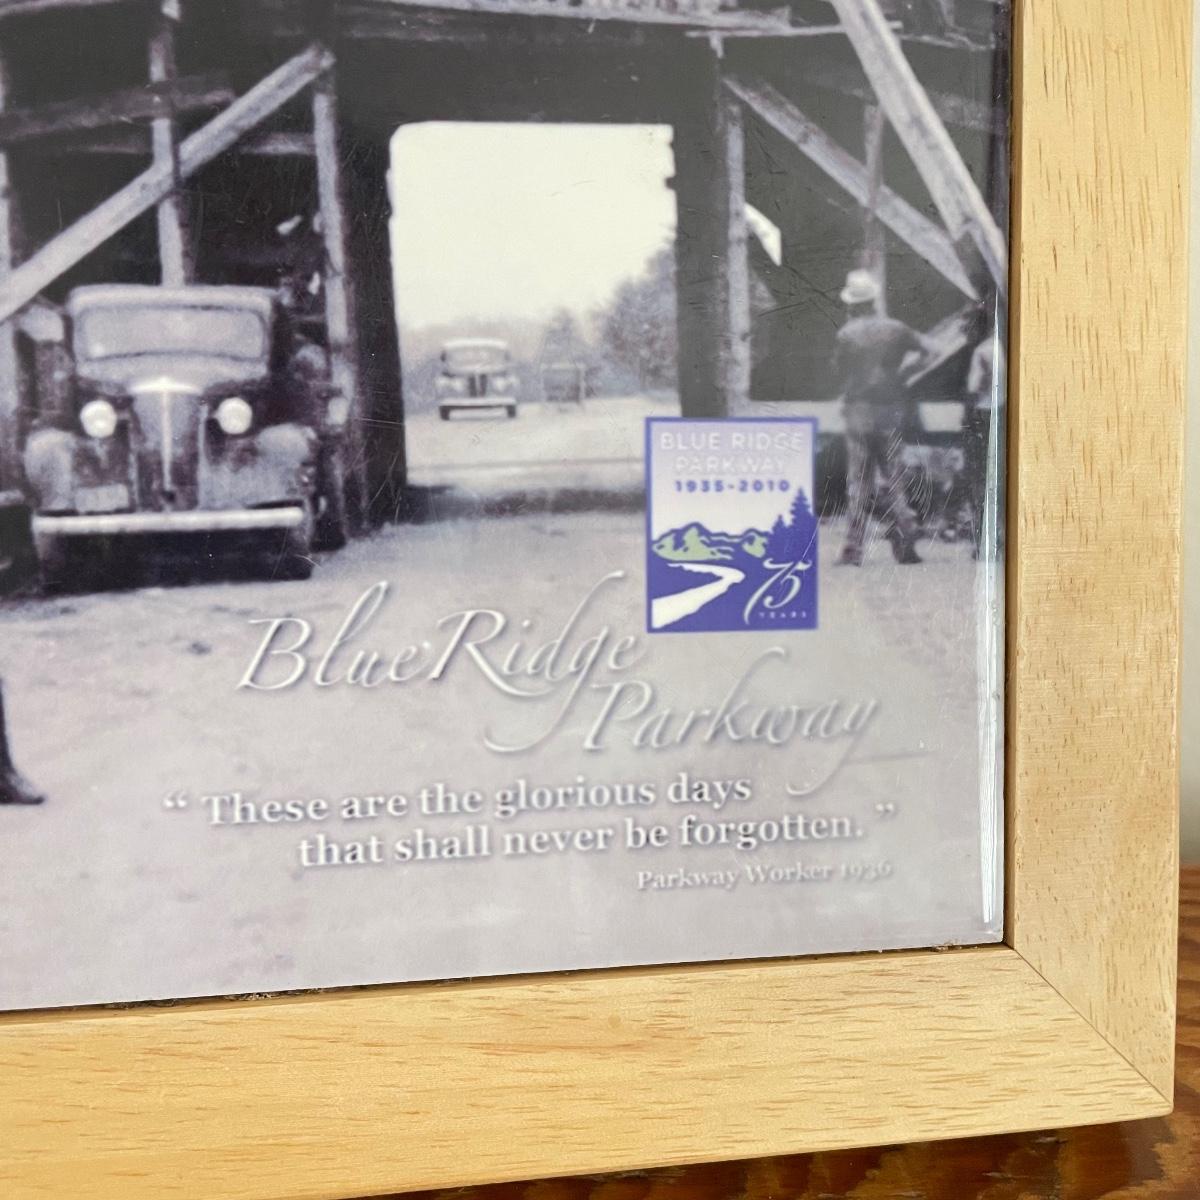 BLUE RIDGE
PARKWAY
1935-2010
75
YEARS
Blue Ridge
Parkway
“ These are the glorious days
that shall never be forgotten. ”
Parkway Worker 1936